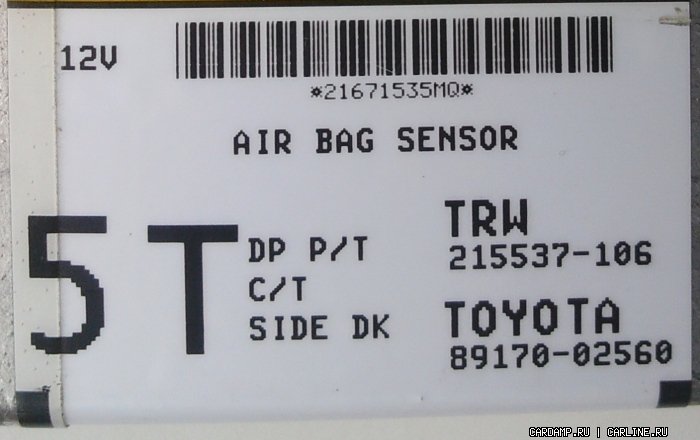 12V
*21671535MQ*
AIR BAG SENSOR
5T
DP P/T
C/T
SIDE DK
TRW
215537-106
TOYOTA
89170-02560
CARDAMP.RU | CARLINE.RU